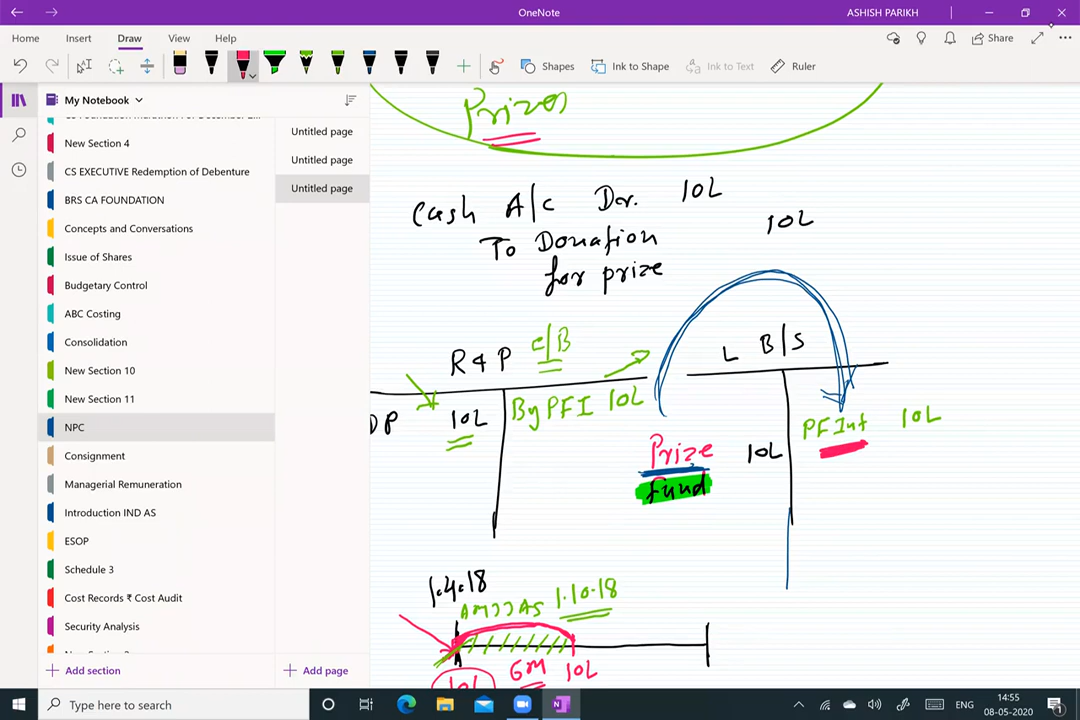 OneNote
ASHISH PARIKH
Home Insert Draw View Help
Share
Shapes Ink to Shape Ink to Text Ruler
My Notebook
New Section 4
CS EXECUTIVE Redemption of Debenture
BRS CA FOUNDATION
Concepts and Conversations
Issue of Shares
Budgetary Control
ABC Costing
Consolidation
New Section 10
New Section 11
NPC
Consignment
Managerial Remuneration
Introduction IND AS
ESOP
Schedule 3
Cost Records ₹ Cost Audit
Security Analysis
Add section
Untitled page
Untitled page
Untitled page
Add page
Prizes
Cash A/c Dr. 10L
To Donation 10L
for prize
R & P C/B
DP 10L By PFI 10L
L B/S
Prize 10L PF Int 10L
Fund
1.4.18
AMJJAS 1.10.18
6M 10L
10L
Type here to search
ENG
14:55
08-05-2020
1